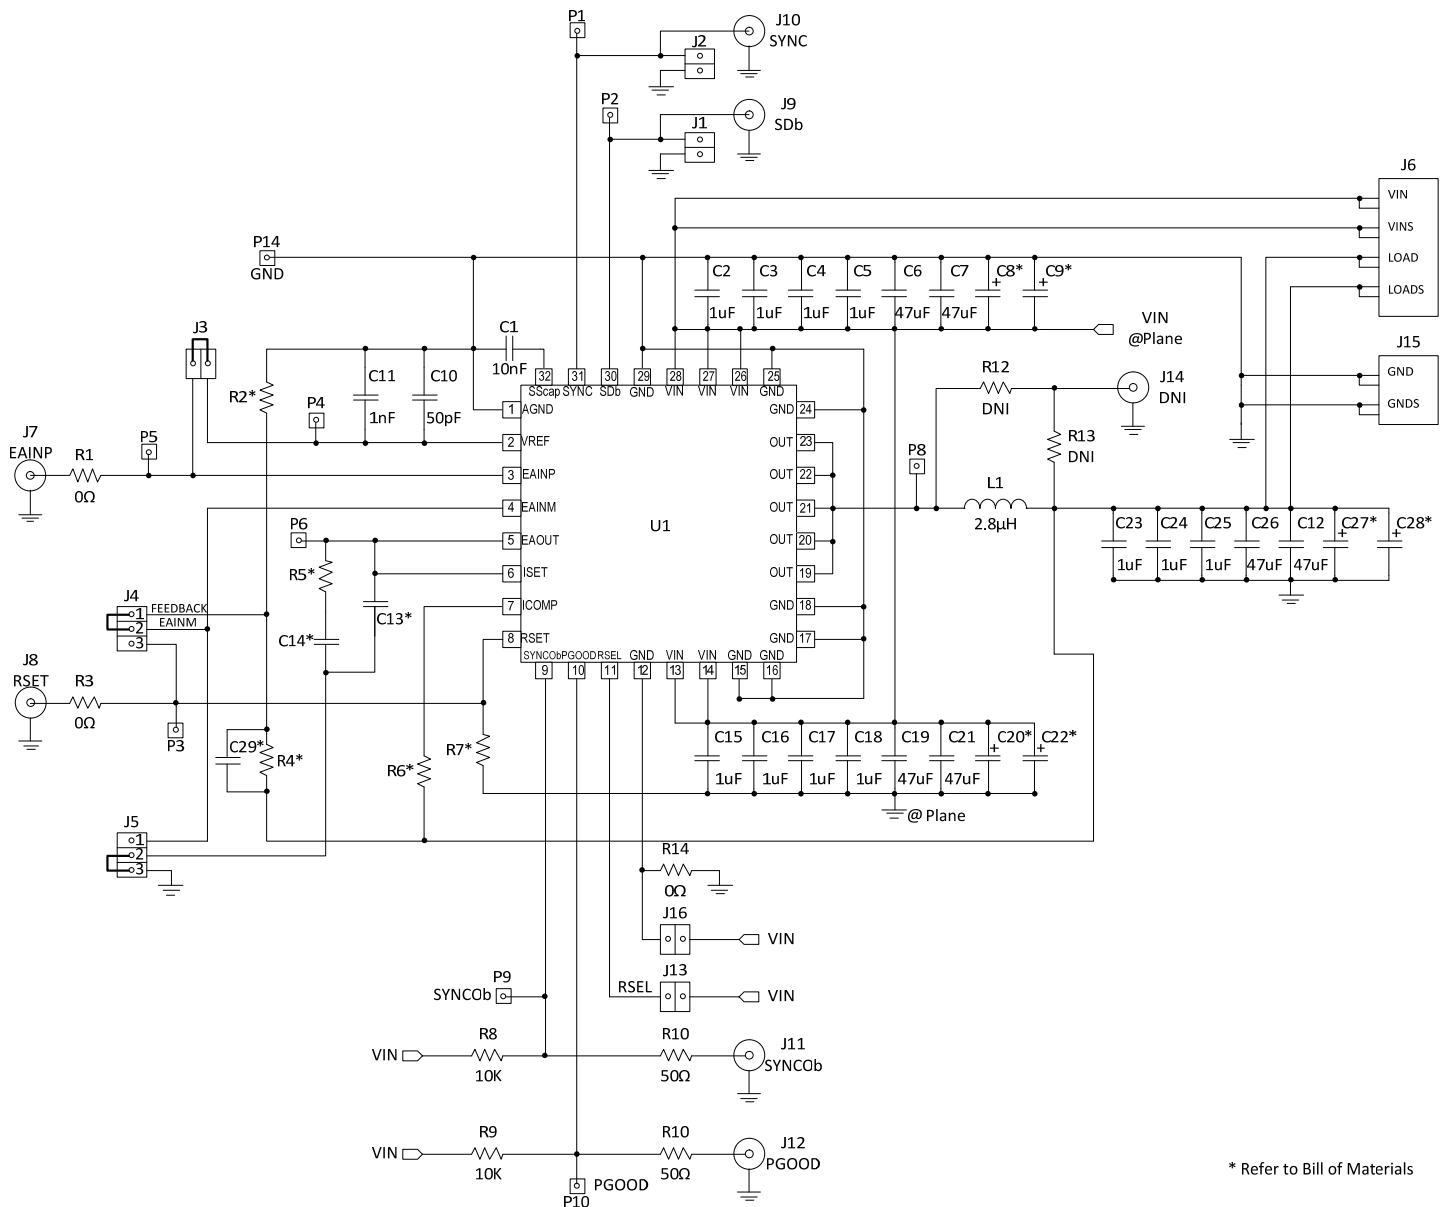 P1
J10
SYNC
J2
P2
J9
SDb
J1
J6
VIN
VINS
LOAD
LOADS
P14
GND
C2
C3
C4
C5
C6
C7
C8*
C9*
+
+
1uF
1uF
1uF
1uF
47uF
47uF
VIN
@Plane
J15
GND
GNDS
J3
C1
10nF
R2*
C11
1nF
C10
50pF
P4
P5
J7
EAINP
R1
0Ω
32
31
30
29
28
27
26
25
SScap
SYNC
SDb
GND
VIN
VIN
VIN
GND
1
AGND
2
VREF
3
EAINP
4
EAINM
5
EAOUT
6
ISET
7
ICOMP
8
RSET
U1
GND
24
OUT
23
OUT
22
OUT
21
OUT
20
OUT
19
GND
18
GND
17
SYNCOb
PGOOD
RSEL
GND
VIN
VIN
GND
GND
9
10
11
12
13
14
15
16
R12
DNI
J14
DNI
R13
DNI
P8
L1
2.8µH
C23
C24
C25
C26
C12
C27*
C28*
+
+
1uF
1uF
1uF
47uF
47uF
P6
R5*
C13*
C14*
J4
1
FEEDBACK
2
EAINM
3
J8
RSET
R3
0Ω
P3
C29*
R4*
R6*
R7*
C15
C16
C17
C18
C19
C21
C20*
C22*
+
+
1uF
1uF
1uF
1uF
47uF
47uF
@ Plane
J5
1
2
3
R14
0Ω
J16
VIN
J13
RSEL
VIN
P9
SYNCOb
VIN
R8
10K
R10
50Ω
J11
SYNCOb
VIN
R9
10K
R10
50Ω
J12
PGOOD
P10
PGOOD
* Refer to Bill of Materials